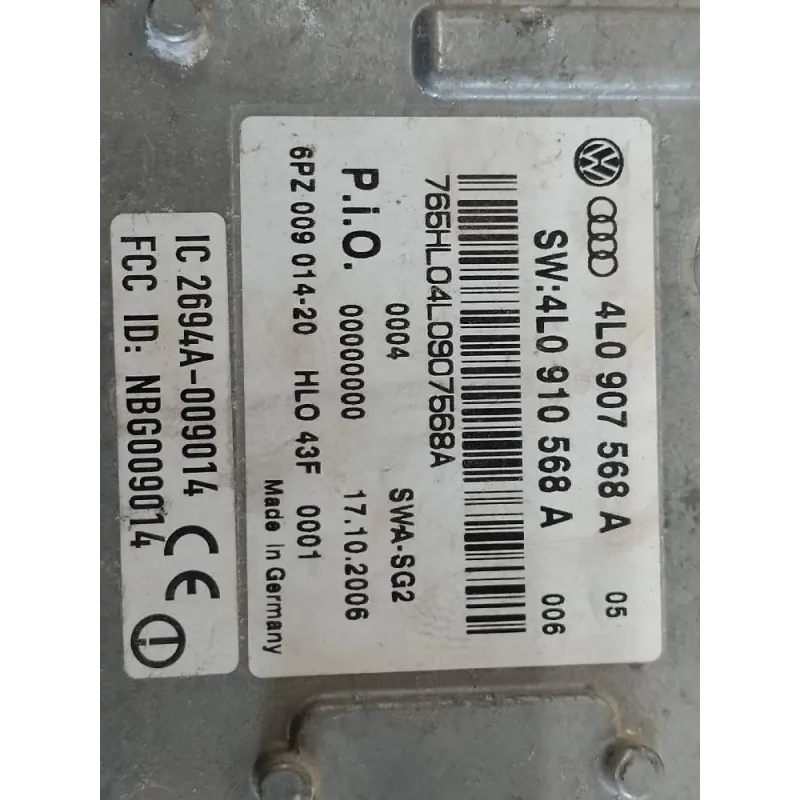 4L0 907 568 A 05
SW:4L0 910 568 A 006
765HL04L0907568A
0004 SWA-SG2
P.i.O. 00000000 17.10.2006
6PZ 009 014-20 HLO 43F 0001
Made in Germany
IC 2694A-009014 CE
FCC ID: NBG009014